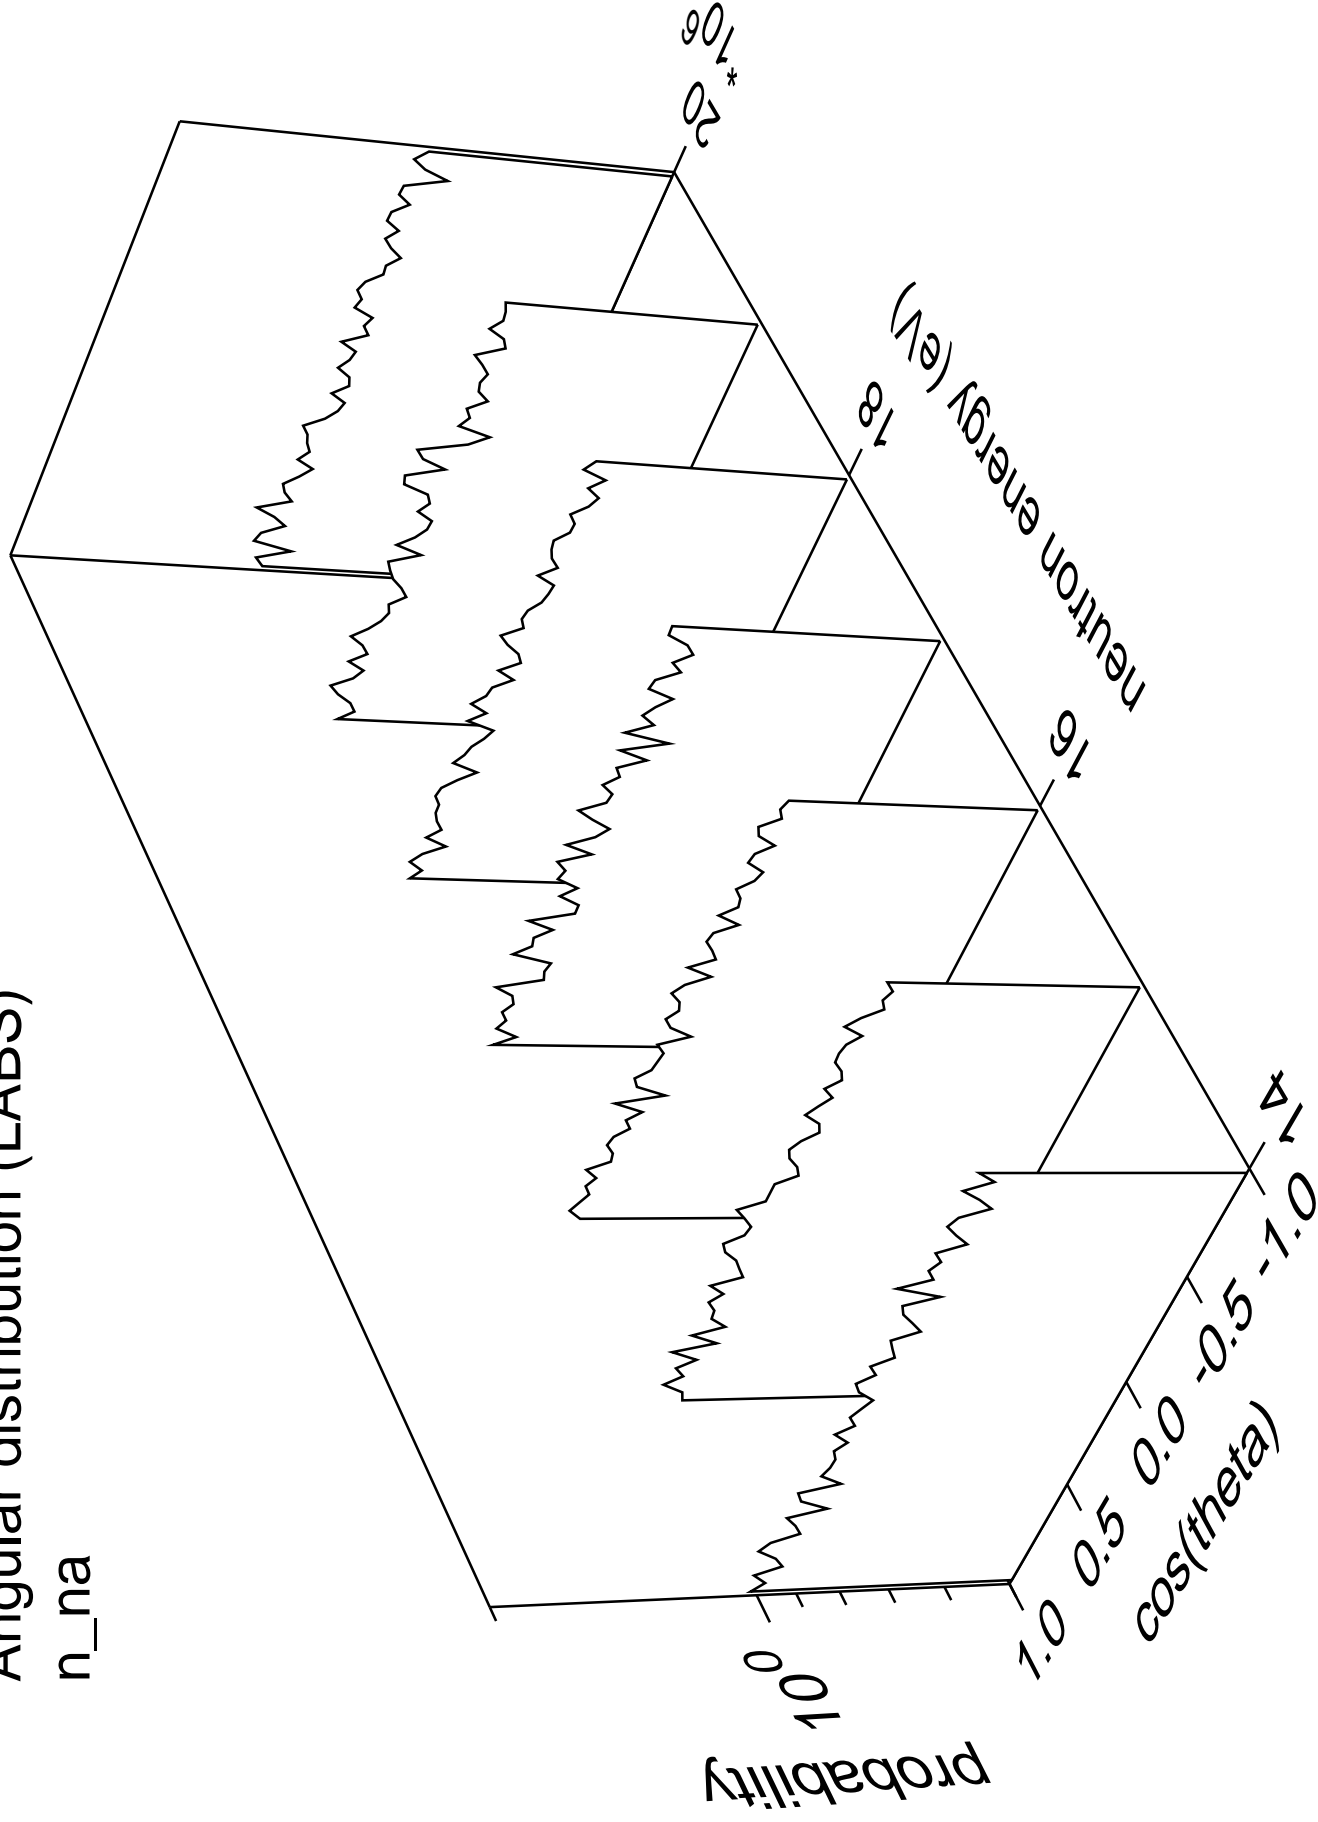 Angular distribution (LABS)
n_na
probability
10⁰
1.0
0.5
0.0
-0.5
-1.0
cos(theta)
14
16
18
20
*10⁶
neutron energy (eV)